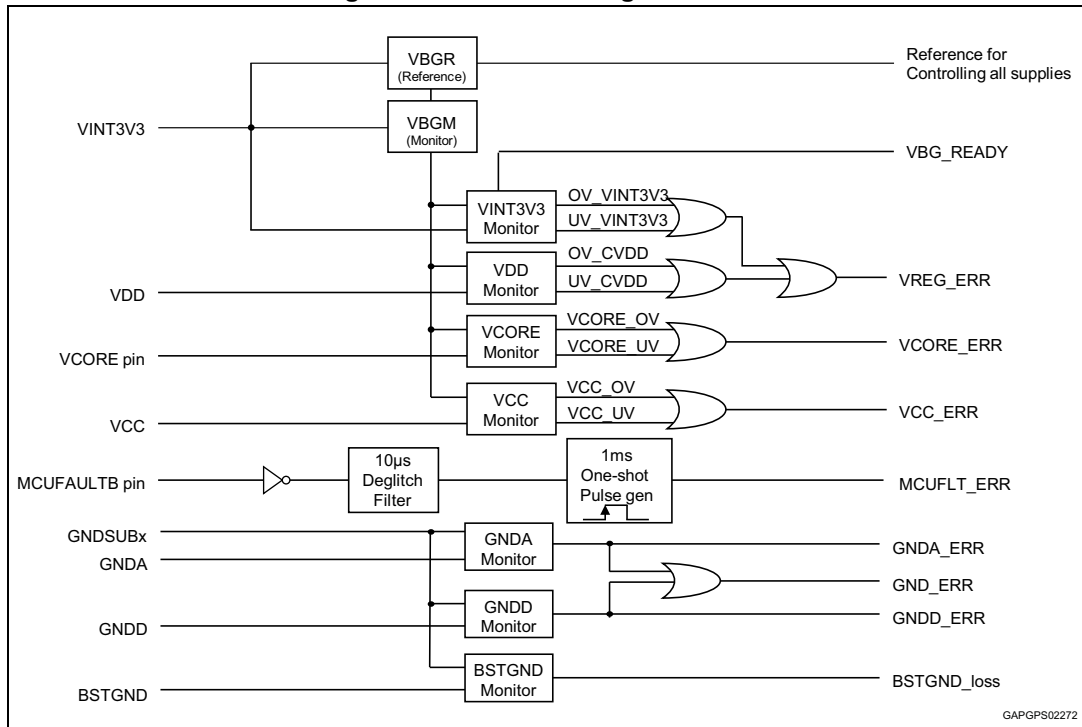 VBGR
(Reference)
Reference for
Controlling all supplies
VINT3V3
VBGM
(Monitor)
VBG_READY
VINT3V3
Monitor
OV_VINT3V3
UV_VINT3V3
VDD
VDD
Monitor
OV_CVDD
UV_CVDD
VREG_ERR
VCORE pin
VCORE
Monitor
VCORE_OV
VCORE_UV
VCORE_ERR
VCC
VCC
Monitor
VCC_OV
VCC_UV
VCC_ERR
MCUFAULTB pin
10µs
Deglitch
Filter
1ms
One-shot
Pulse gen
MCUFLT_ERR
GNDSUBx
GNDA
GNDA
Monitor
GNDA_ERR
GND_ERR
GNDD
GNDD
Monitor
GNDD_ERR
BSTGND
BSTGND
Monitor
BSTGND_loss
GAPGPS02272